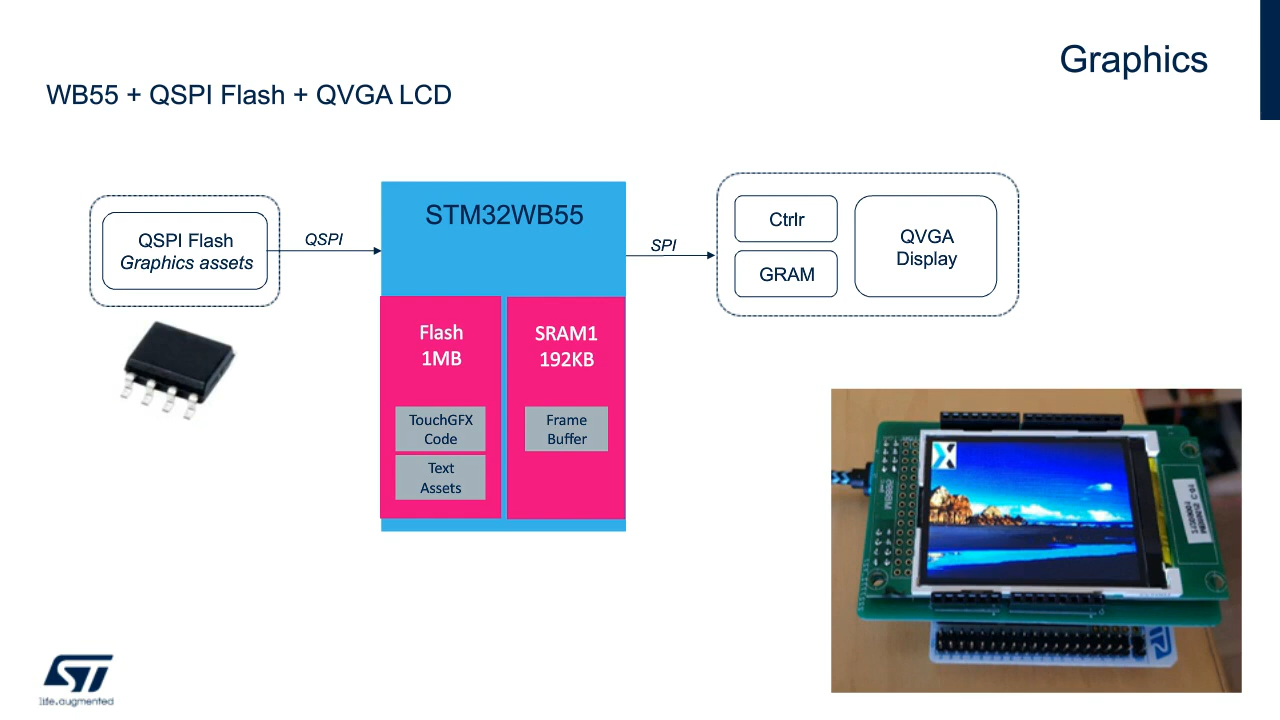 Graphics
WB55 + QSPI Flash + QVGA LCD
QSPI Flash
Graphics assets
QSPI
STM32WB55
SPI
Ctrlr
GRAM
QVGA
Display
Flash
1MB
SRAM1
192KB
TouchGFX
Code
Text
Assets
Frame
Buffer
ST
life.augmented